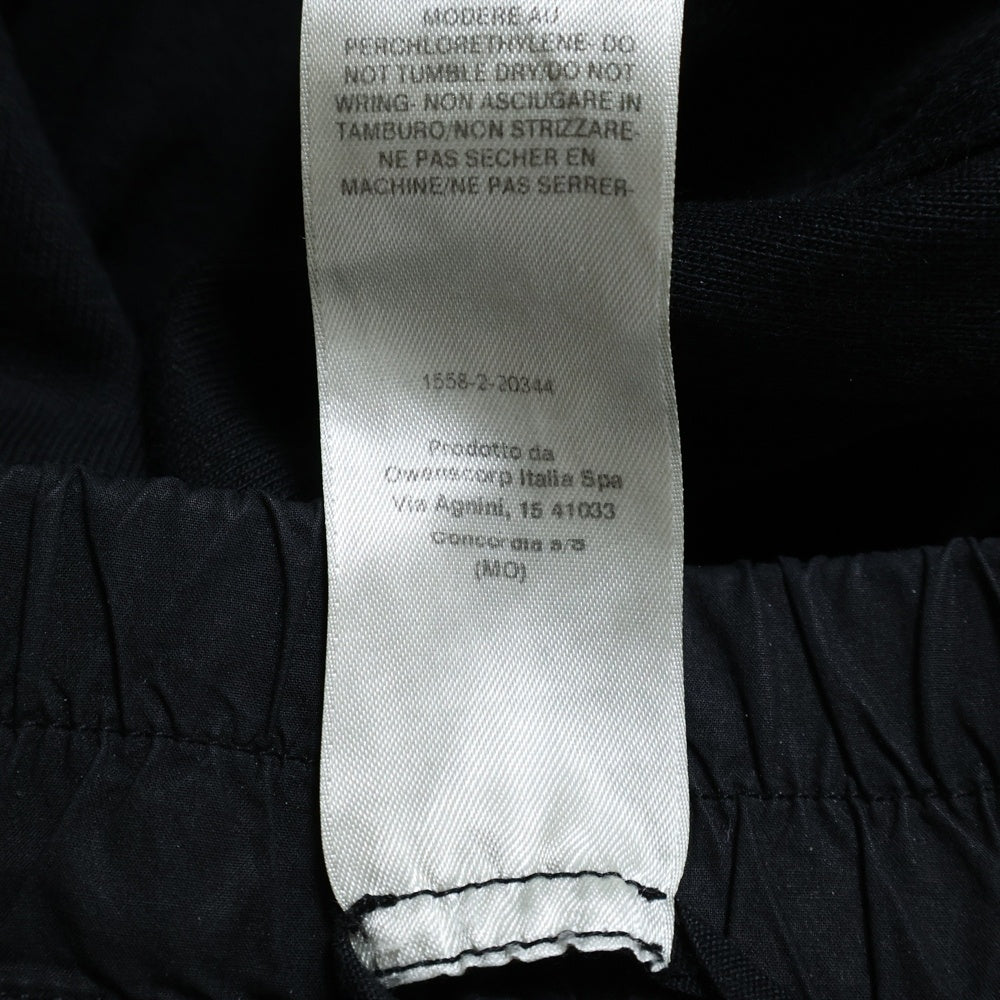 MODERE AU
PERCHLORETHYLENE- DO
NOT TUMBLE DRY/DO NOT
WRING- NON ASCIUGARE IN
TAMBURO/NON STRIZZARE-
NE PAS SECHER EN
MACHINE/NE PAS SERRER-
1558-2-20344
Prodotto da
Owenscorp Italia Spa
Via Agnini, 15 41033
Concordia s/S
(MO)